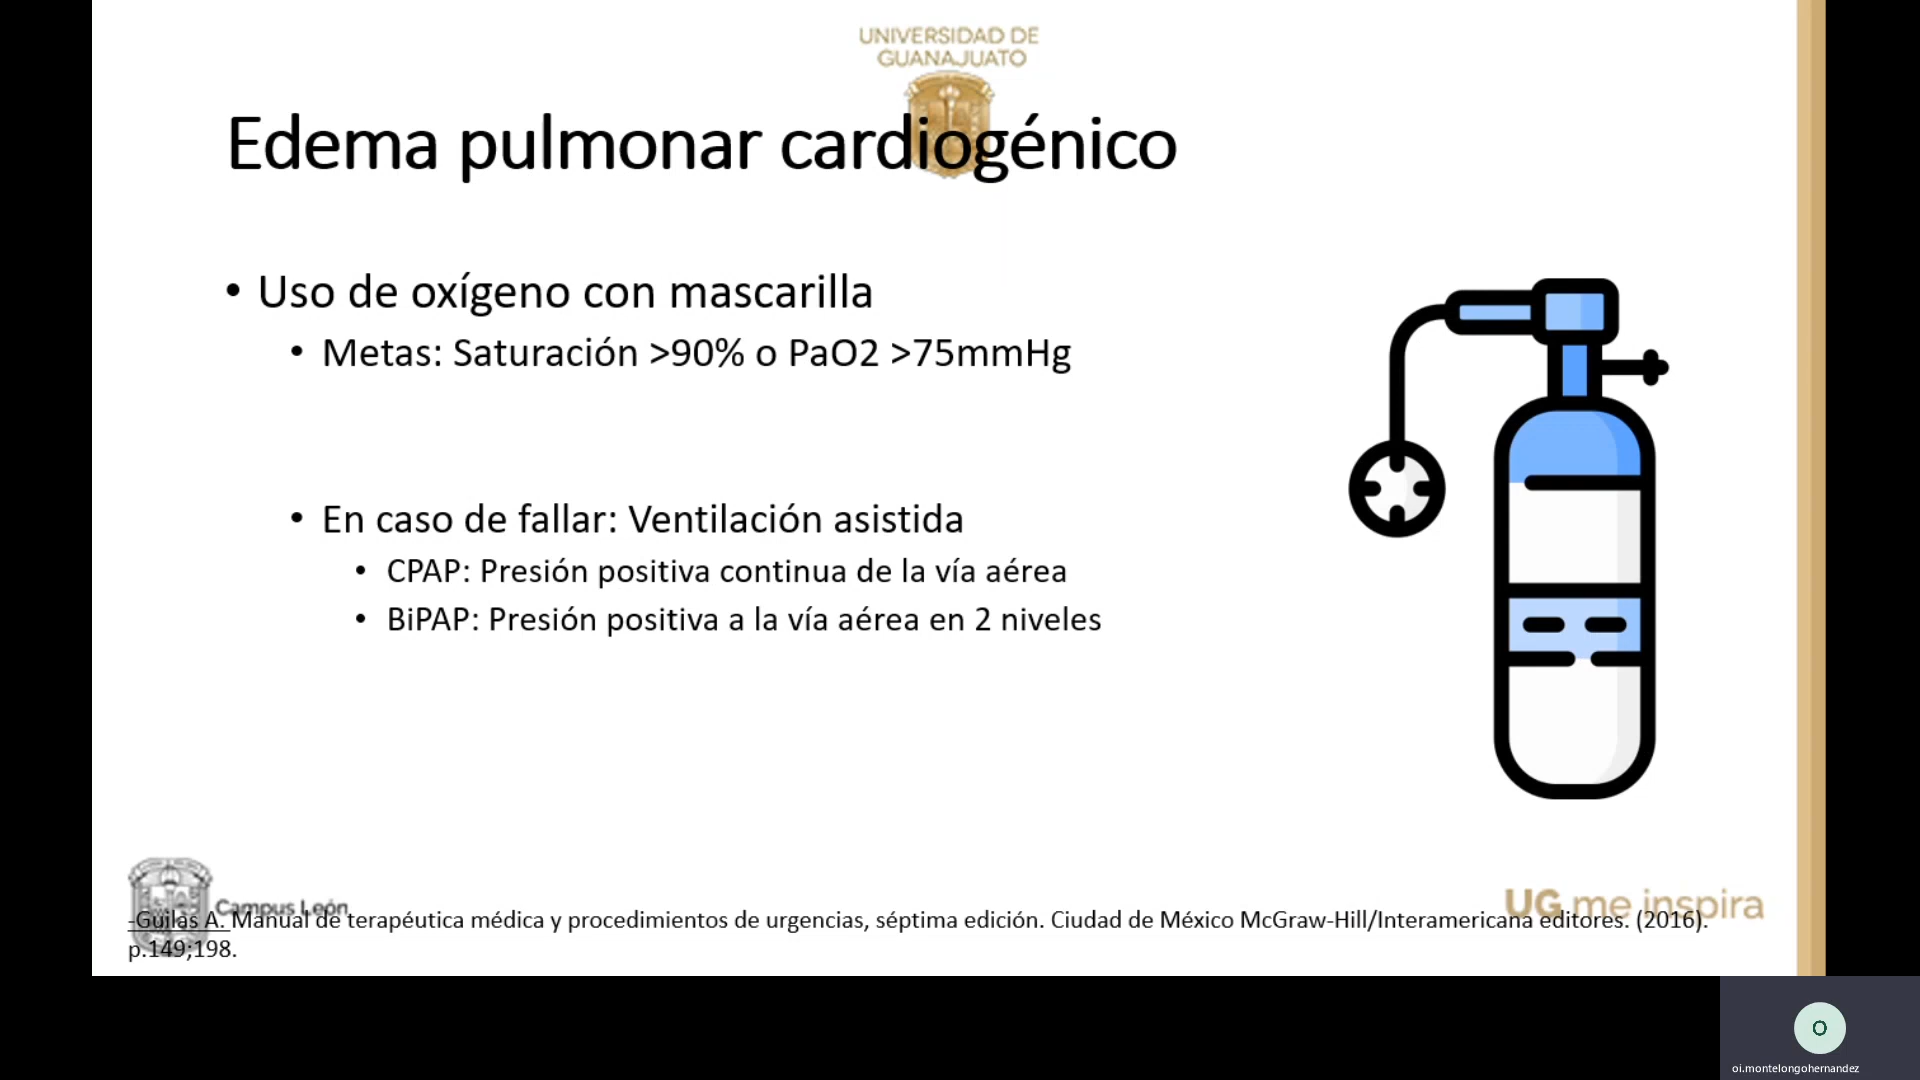 UNIVERSIDAD DE
GUANAJUATO
Edema pulmonar cardiogénico
• Uso de oxígeno con mascarilla
• Metas: Saturación >90% o PaO2 >75mmHg
• En caso de fallar: Ventilación asistida
• CPAP: Presión positiva continua de la vía aérea
• BiPAP: Presión positiva a la vía aérea en 2 niveles
Campus León
UG me inspira
-Guilas A. Manual de terapéutica médica y procedimientos de urgencias, séptima edición. Ciudad de México McGraw-Hill/Interamericana editores. (2016).
p.149;198.
O
oi.montelongohernandez